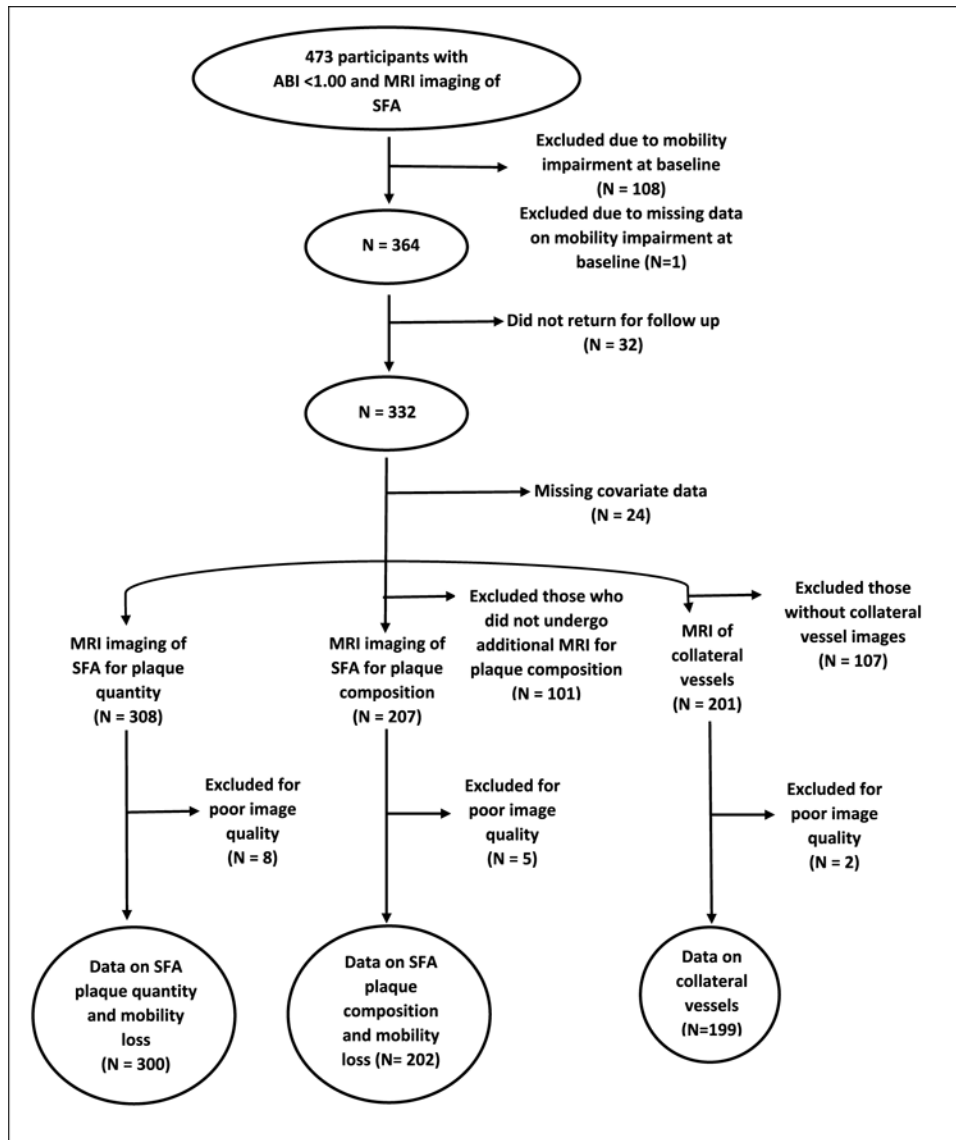 473 participants with
ABI <1.00 and MRI imaging of
SFA
Excluded due to mobility
impairment at baseline
(N = 108)
Excluded due to missing data
on mobility impairment at
baseline (N=1)
N = 364
Did not return for follow up
(N = 32)
N = 332
Missing covariate data
(N = 24)
MRI imaging of
SFA for plaque
quantity
(N = 308)
MRI imaging of
SFA for plaque
composition)
(N = 207)
Excluded those who
did not undergo
additional MRI for
plaque composition)
(N = 101)
MRI of
collateral
vessels)
(N = 201)
Excluded those
without collateral
vessel images)
(N = 107)
Excluded for
poor image
quality
(N = 8)
Excluded for
poor image
quality
(N = 5)
Excluded for
poor image
quality
(N = 2)
Data on SFA
plaque quantity
and mobility
loss
(N = 300)
Data on SFA
plaque
composition
and mobility
loss (N= 202)
Data on
collateral
vessels)
(N=199)